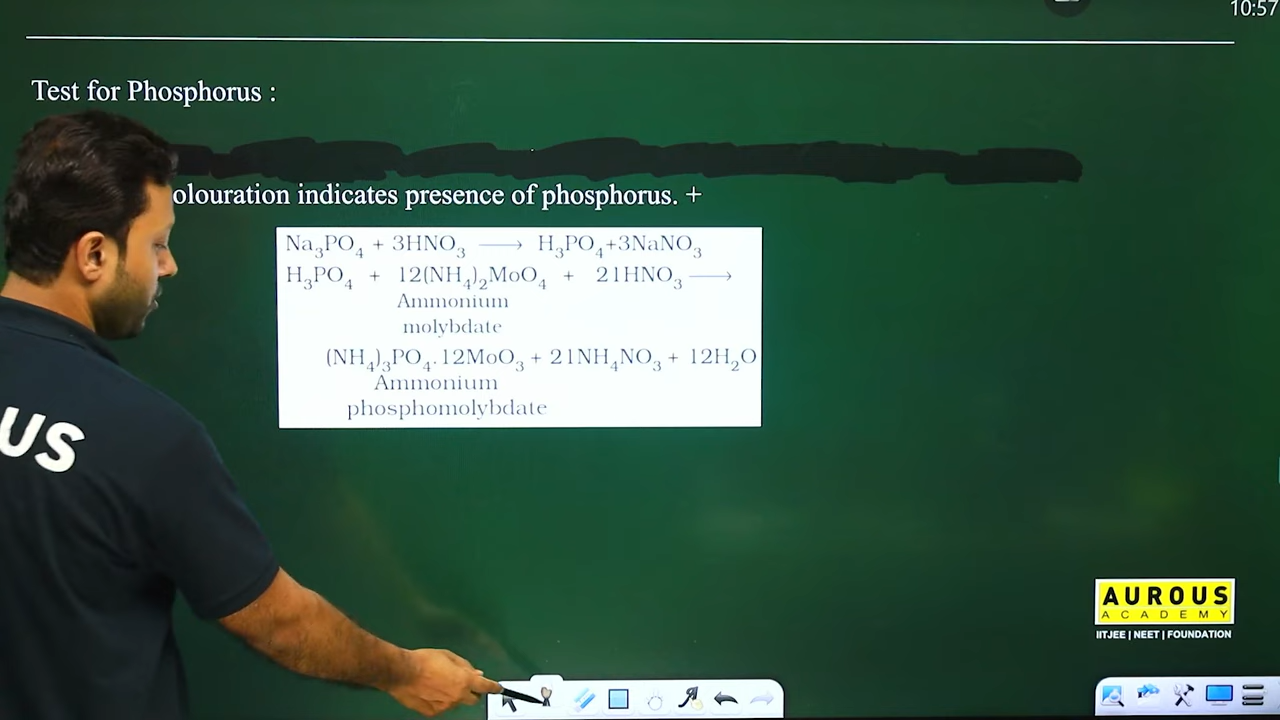 10:57
Test for Phosphorus :
olouration indicates presence of phosphorus. +
Na₃PO₄ + 3HNO₃ ⟶ H₃PO₄+3NaNO₃
H₃PO₄ + 12(NH₄)₂MoO₄ + 21HNO₃ ⟶
Ammonium
molybdate
(NH₄)₃PO₄.12MoO₃ + 21NH₄NO₃ + 12H₂O
Ammonium
phosphomolybdate
US
AUROUS
ACADEMY
IITJEE | NEET | FOUNDATION